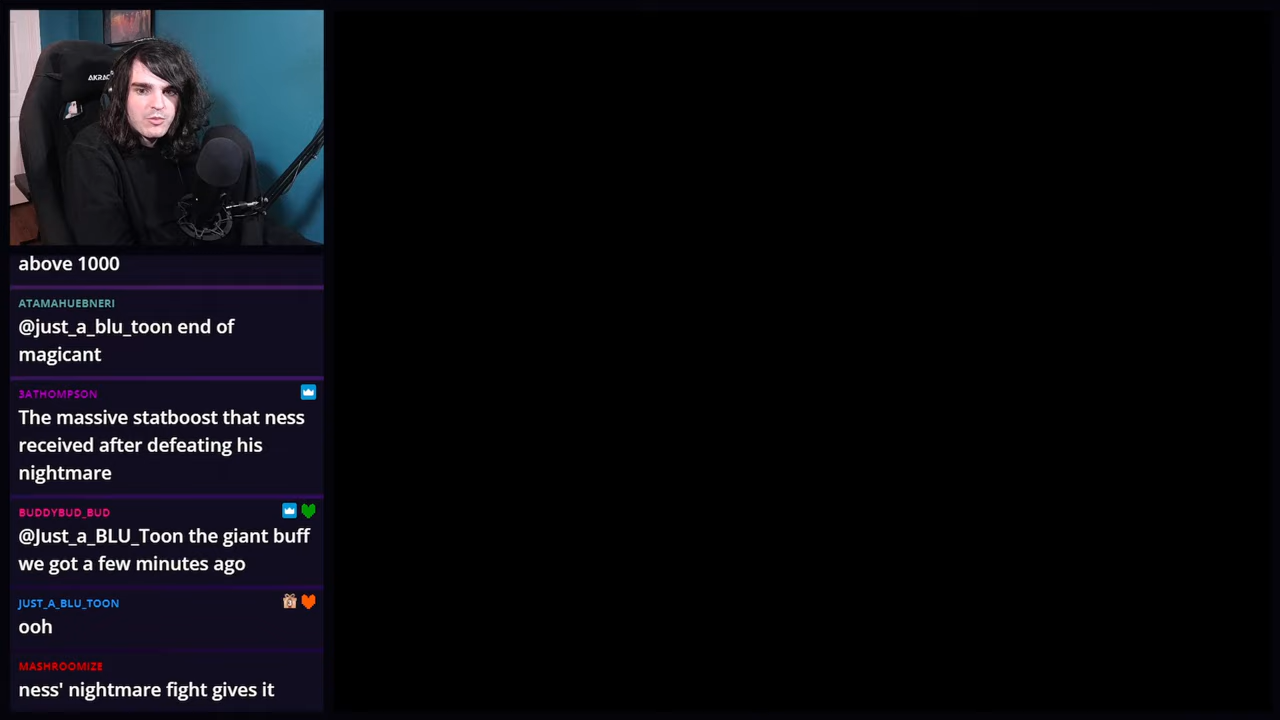 AKRAC
above 1000
ATAMAHUEBNERI
@just_a_blu_toon end of
magicant
3ATHOMPSON
The massive statboost that ness
received after defeating his
nightmare
BUDDYBUD_BUD
@Just_a_BLU_Toon the giant buff
we got a few minutes ago
JUST_A_BLU_TOON
ooh
MASHROOMIZE
ness' nightmare fight gives it